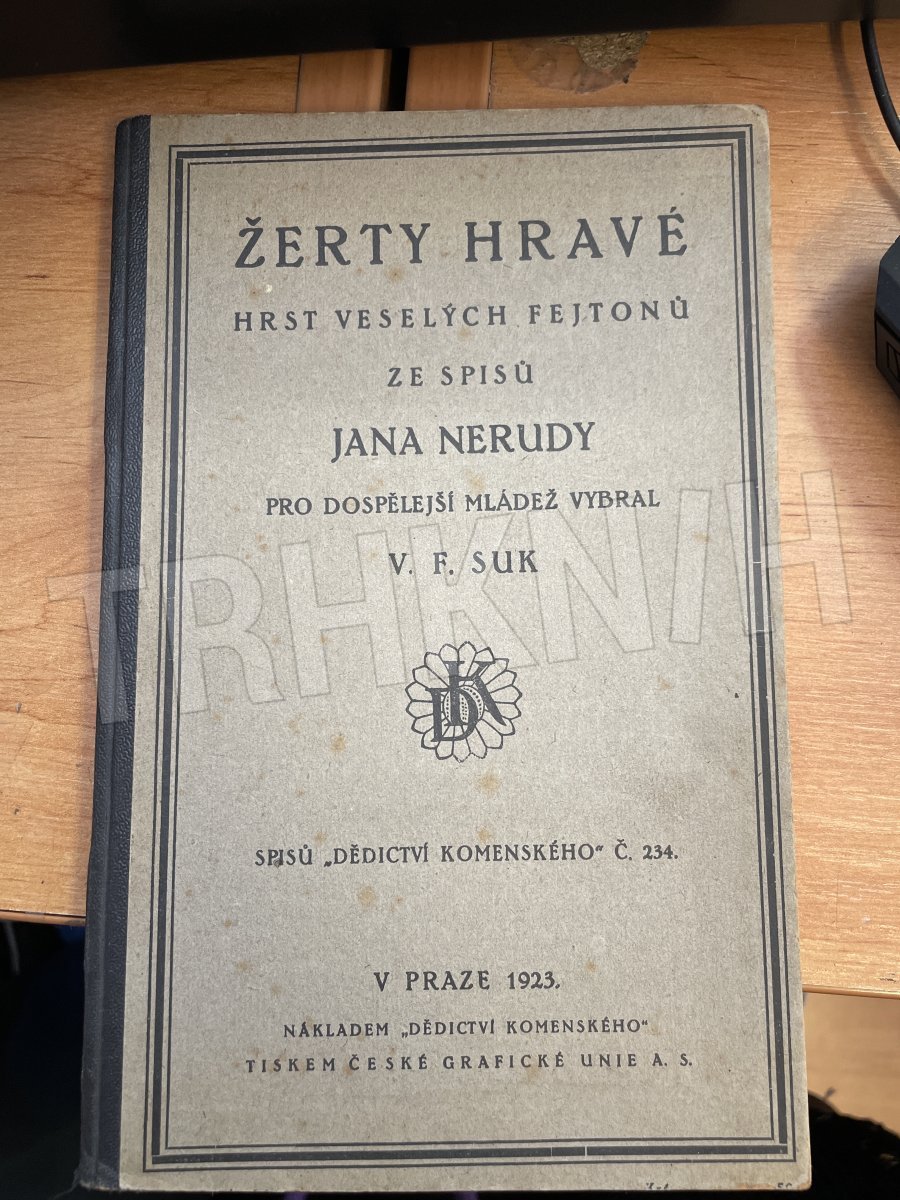 ŽERTY HRAVÉ
HRST VESELÝCH FEJTONŮ
ZE SPISŮ
JANA NERUDY
PRO DOSPĚLEJŠÍ MLÁDEŽ VYBRAL
V. F. SUK
TRHKNIH
DK
SPISŮ „DĚDICTVÍ KOMENSKÉHO“ Č. 234.
V PRAZE 1923.
NÁKLADEM „DĚDICTVÍ KOMENSKÉHO“
TISKEM ČESKÉ GRAFICKÉ UNIE A. S.